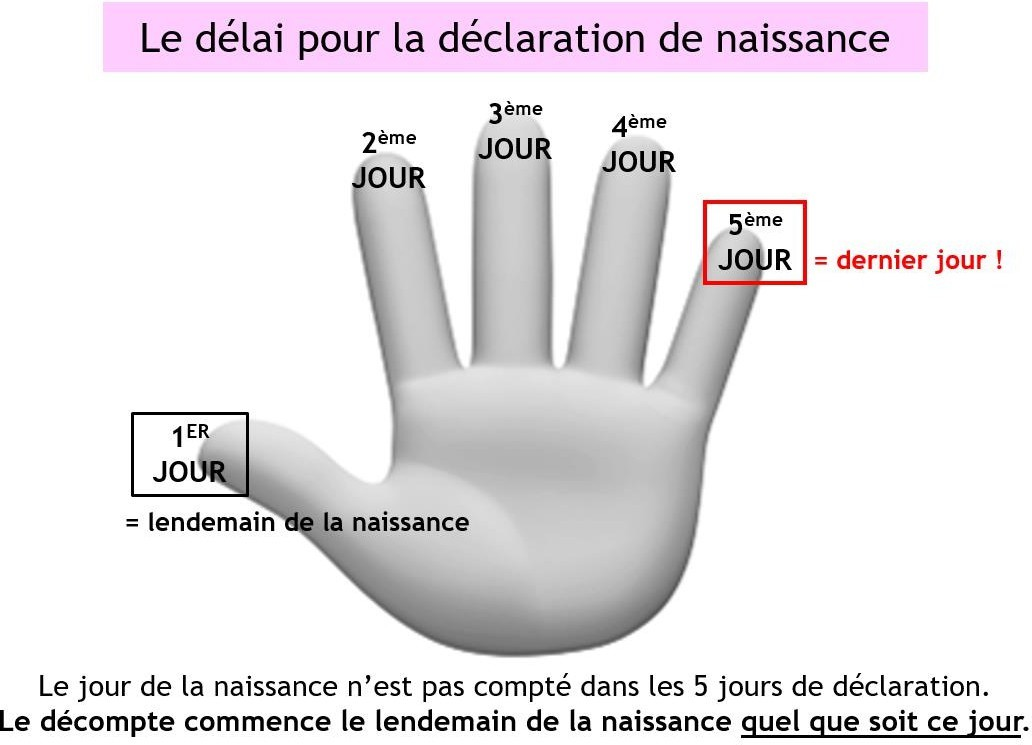 Le délai pour la déclaration de naissance
3ème
JOUR
4ème
JOUR
2ème
JOUR
5ème
JOUR
= dernier jour !
1ER
JOUR
= lendemain de la naissance
Le jour de la naissance n’est pas compté dans les 5 jours de déclaration.
Le décompte commence le lendemain de la naissance quel que soit ce jour.